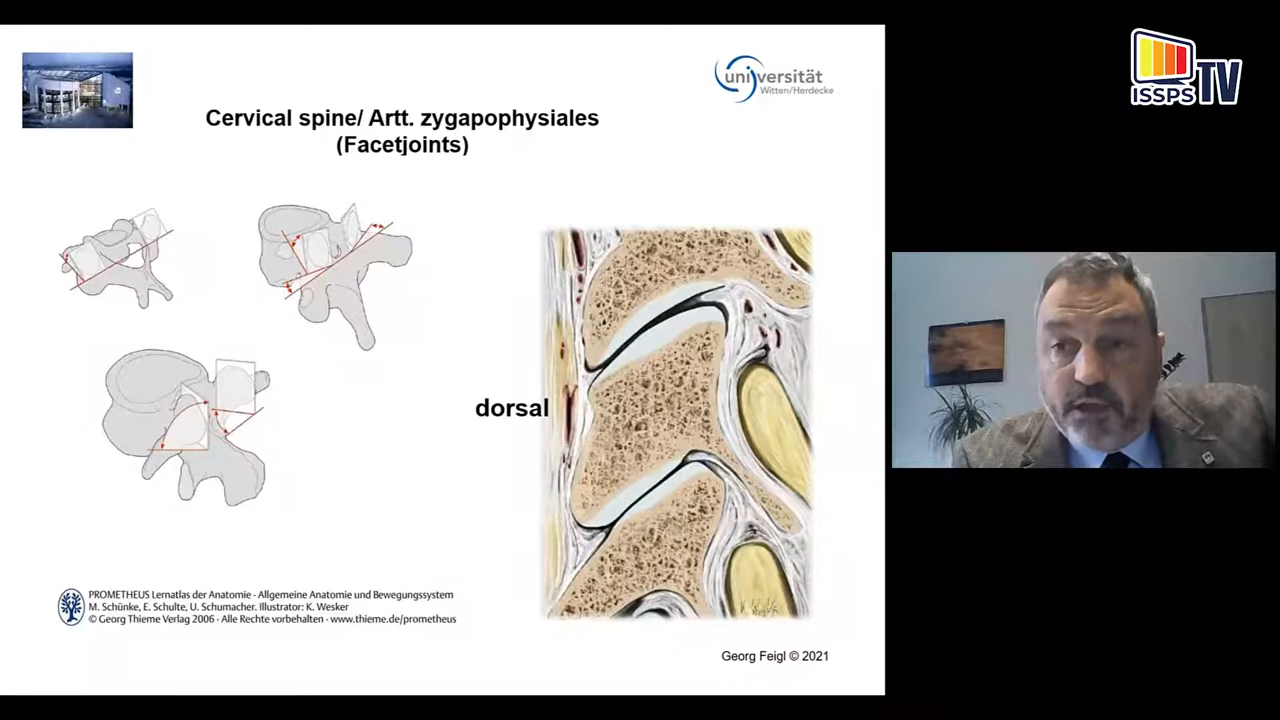 ISSPS TV
universität
Witten/Herdecke
Cervical spine/ Artt. zygapophysiales
(Facetjoints)
dorsal
PROMETHEUS Lernatlas der Anatomie · Allgemeine Anatomie und Bewegungssystem
M. Schünke, E. Schulte, U. Schumacher. Illustrator: K. Wesker
© Georg Thieme Verlag 2006 · Alle Rechte vorbehalten · www.thieme.de/prometheus
Georg Feigl © 2021